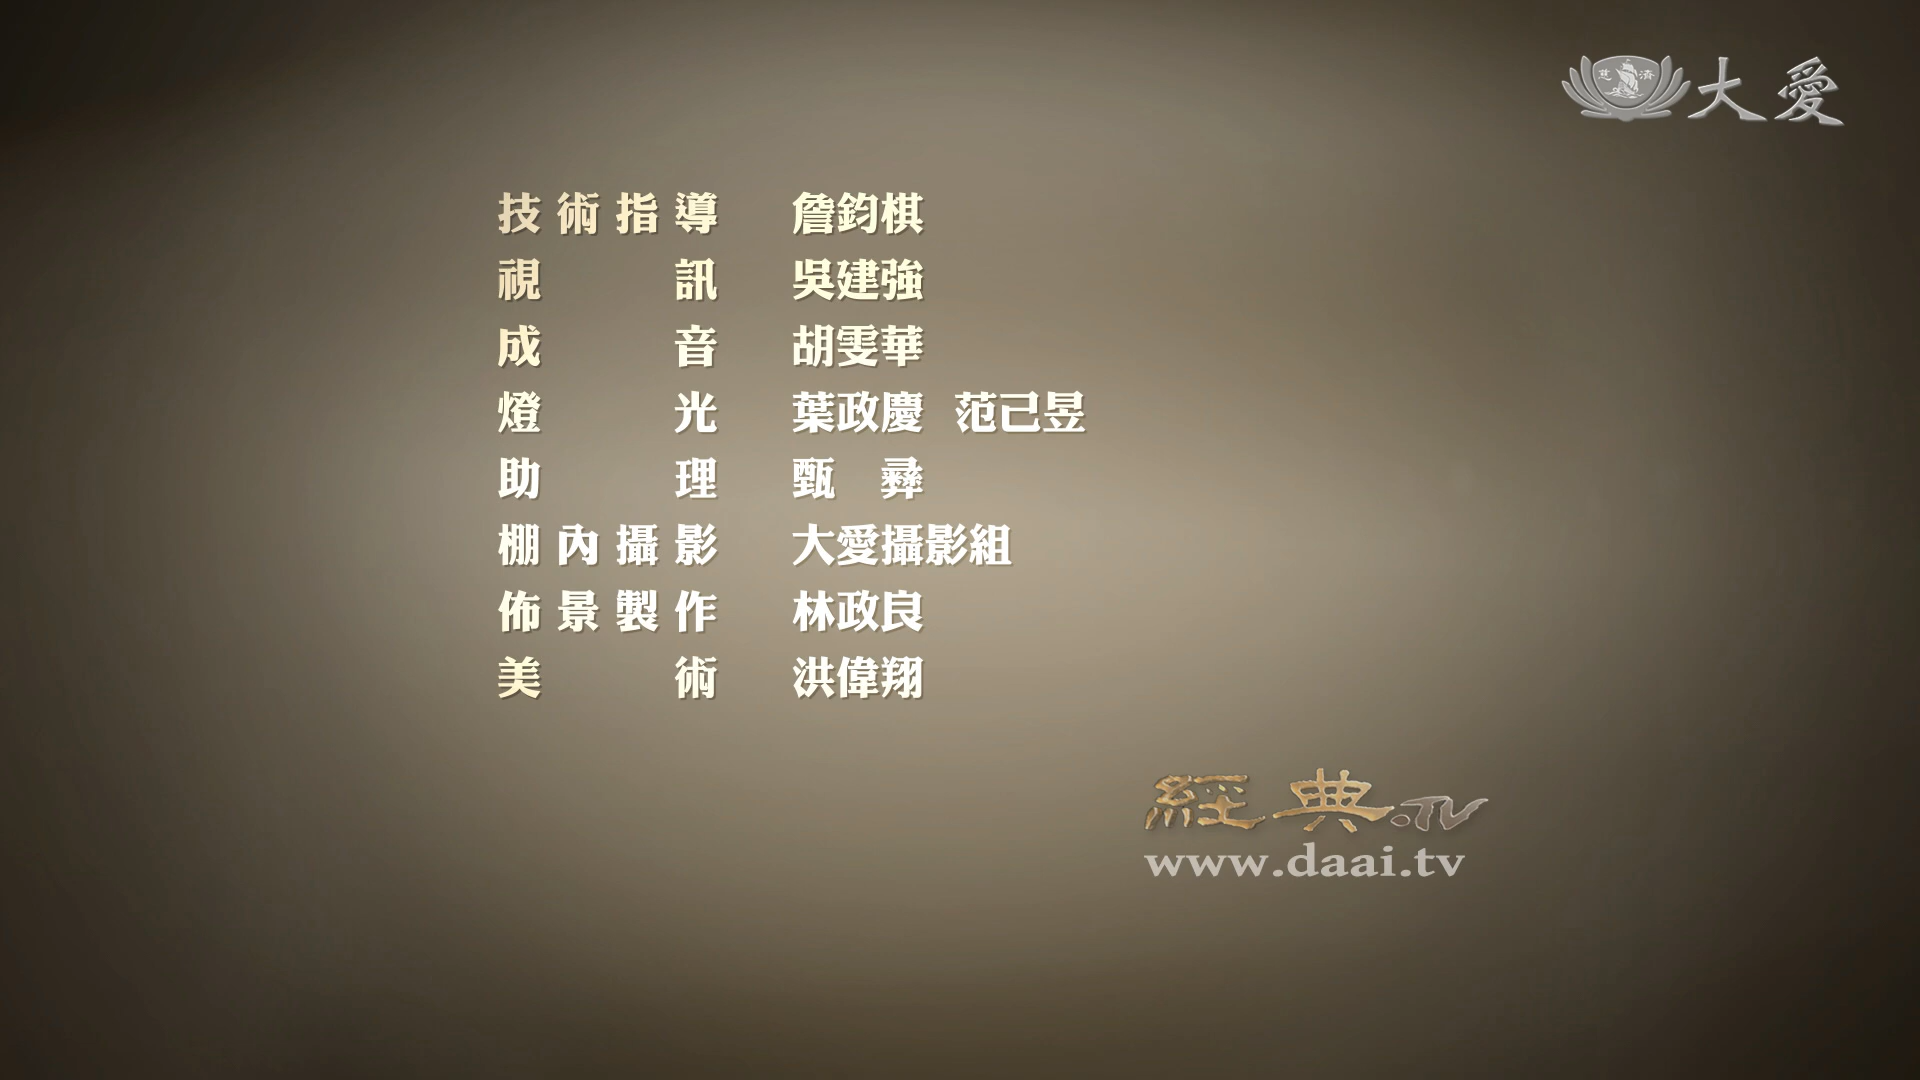 慈濟 大愛
技術指導 詹鈞棋
視訊 吳建強
成音 胡雯華
燈光 葉政慶 范己昱
助理 甄彝
棚內攝影 大愛攝影組
佈景製作 林政良
美術 洪偉翔
經典.TV
www.daai.tv